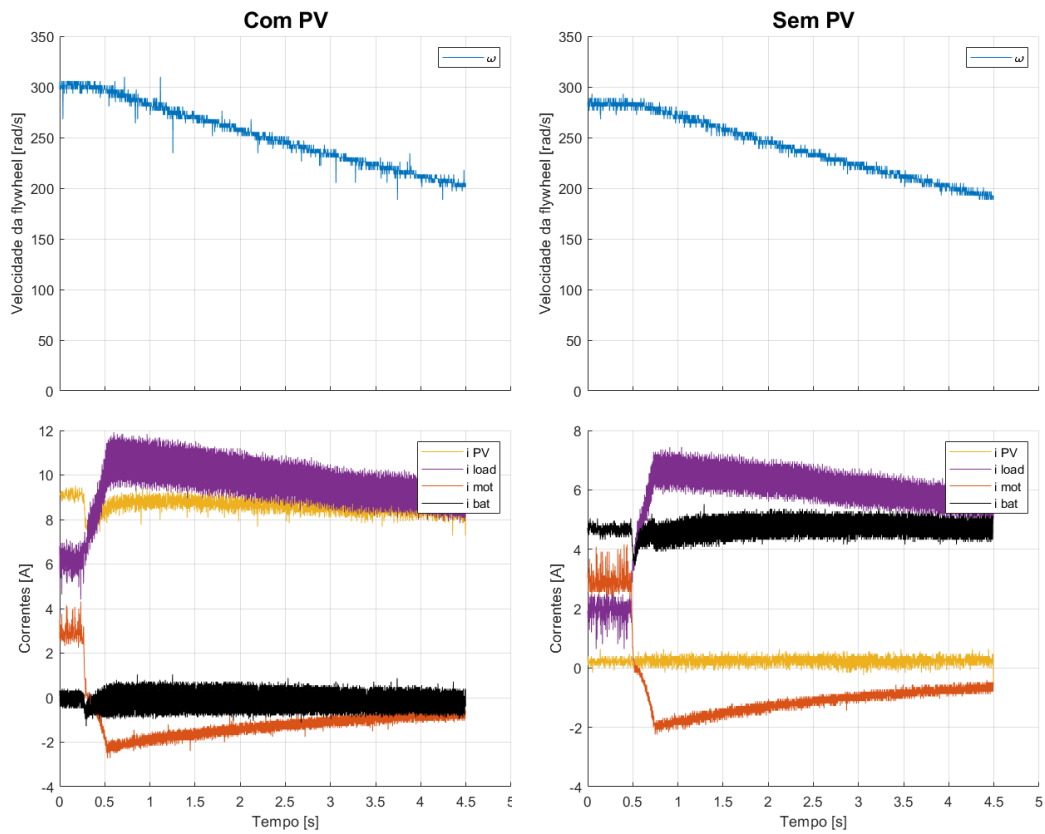 Com PV
350
300
250
200
150
100
50
0
Velocidade da flywheel [rad/s]
ω
Sem PV
350
300
250
200
150
100
50
0
Velocidade da flywheel [rad/s]
ω
12
10
8
6
4
2
0
-2
-4
Correntes [A]
i PV
i load
i mot
i bat
0 0.5 1 1.5 2 2.5 3 3.5 4 4.5 5
Tempo [s]
8
6
4
2
0
-2
-4
Correntes [A]
i PV
i load
i mot
i bat
0 0.5 1 1.5 2 2.5 3 3.5 4 4.5 5
Tempo [s]